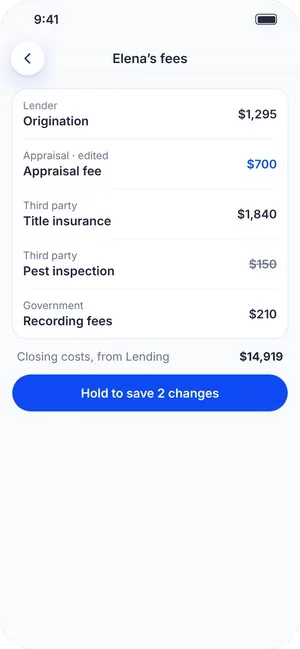 9:41
Elena’s fees
Lender
Origination
$1,295
Appraisal · edited
Appraisal fee
$700
Third party
Title insurance
$1,840
Third party
Pest inspection
$150
Government
Recording fees
$210
Closing costs, from Lending
$14,919
Hold to save 2 changes